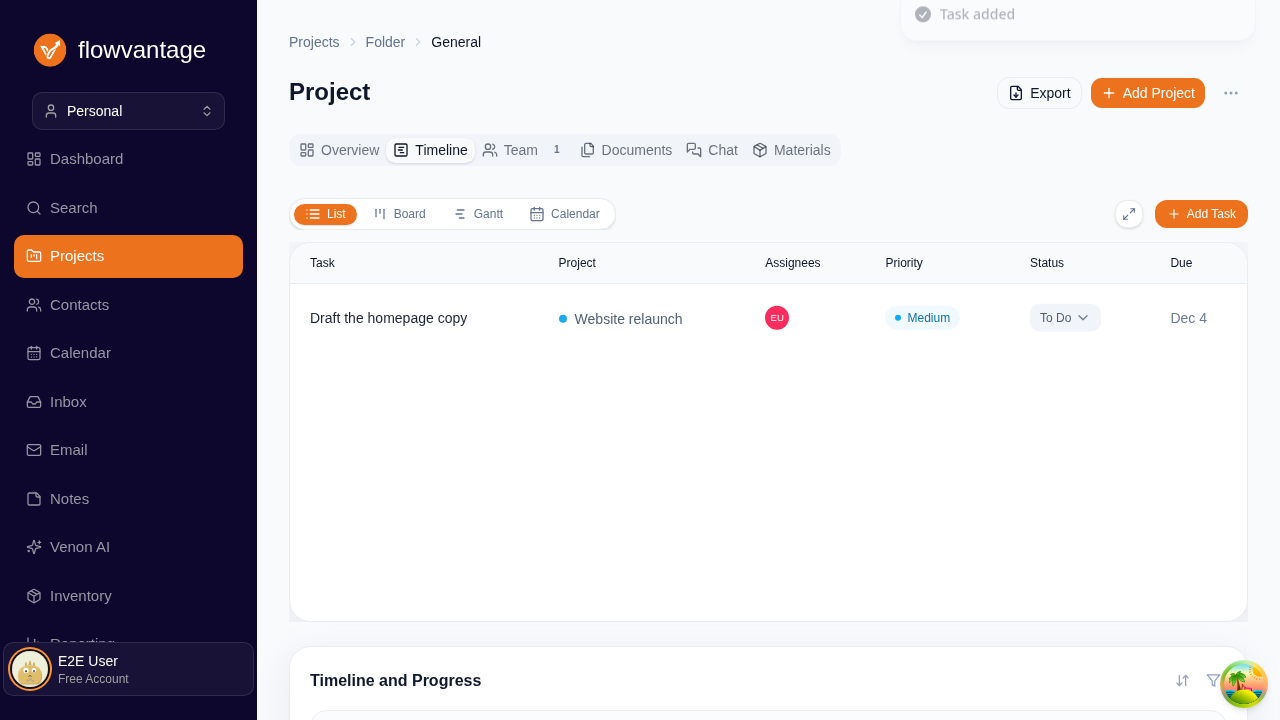 Task added
flowvantage
Personal
Dashboard
Search
Projects
Contacts
Calendar
Inbox
Email
Notes
Venon AI
Inventory
Reporting
E2E User
Free Account
Projects Folder General
Project
Export
Add Project
Overview Timeline Team 1 Documents Chat Materials
List Board Gantt Calendar
Add Task
Task Project Assignees Priority Status Due
Draft the homepage copy Website relaunch EU Medium To Do Dec 4
Timeline and Progress